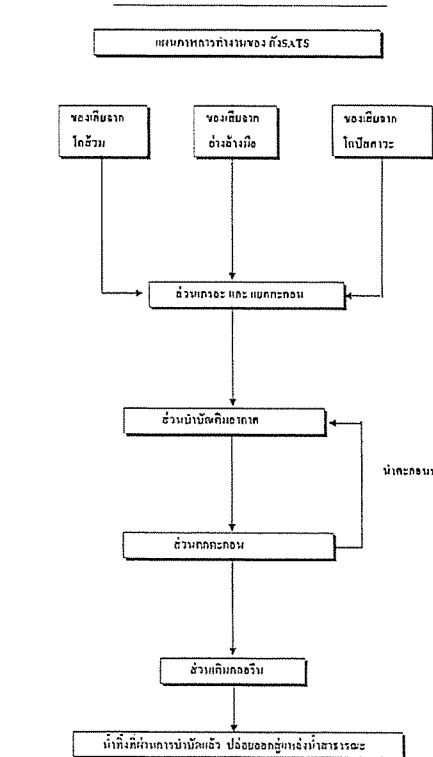 แผนภาพการทำงานของ ถังSATS
ของเสียจาก
โถส้วม
ของเสียจาก
อ่างล้างมือ
ของเสียจาก
โถปัสสาวะ
ส่วนเกรอะ และ แยกตะกอน
ส่วนบำบัดเติมอากาศ
นำตะกอน
ส่วนตกตะกอน
ส่วนเติมคลอรีน
น้ำทิ้งที่ผ่านการบำบัดแล้ว ปล่อยออกสู่แหล่งน้ำสาธารณะ